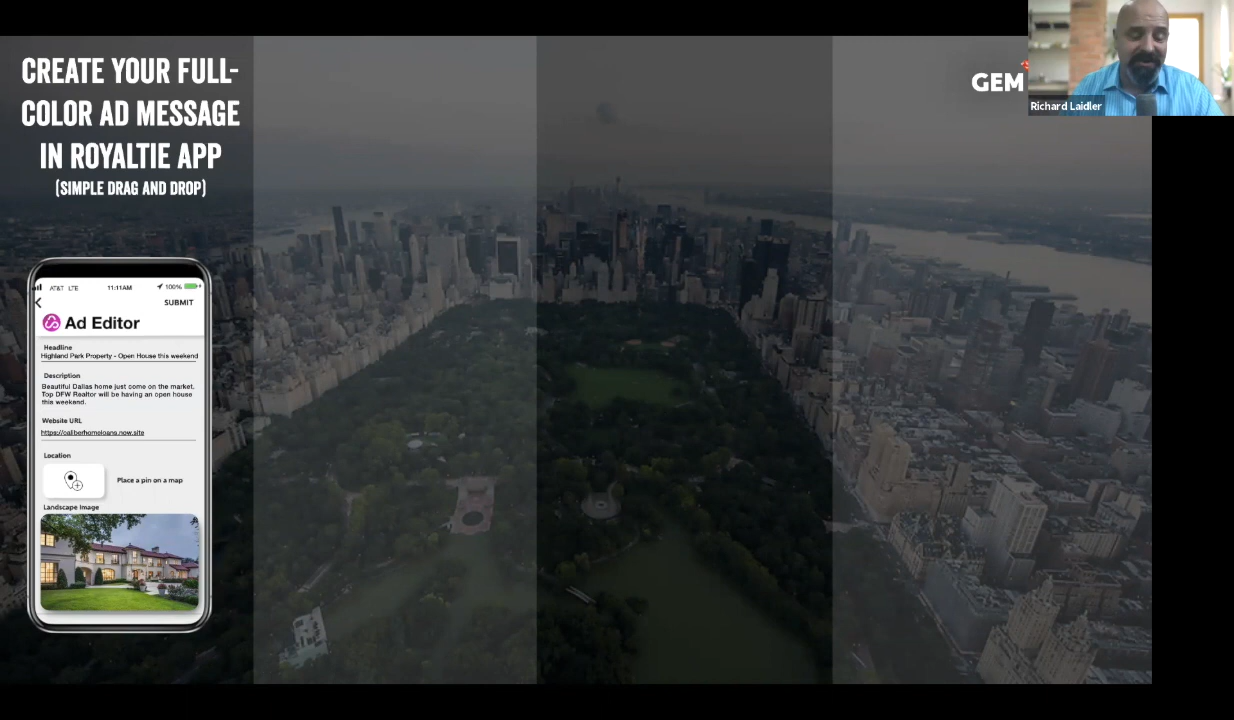 CREATE YOUR FULL-
COLOR AD MESSAGE
IN ROYALTIE APP
(SIMPLE DRAG AND DROP)
GEM
Richard Laidler
AT&T LTE 11:11AM 100%
SUBMIT
Ad Editor
Headline
Highland Park Property - Open House this weekend
Description
Beautiful Dallas home just come on the market.
Top DFW Realtor will be having an open house
this weekend.
Website URL
https://caliberhomeloans.now.site
Location
Place a pin on a map
Landscape Image